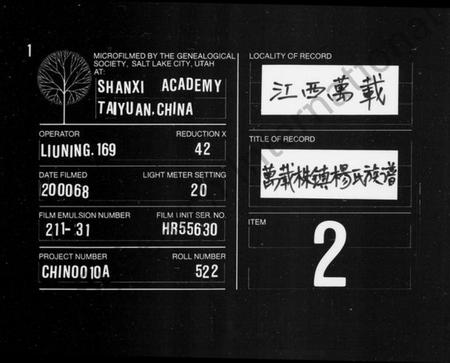 1
MICROFILMED BY THE GENEALOGICAL
SOCIETY, SALT LAKE CITY, UTAH
AT:
SHANXI ACADEMY
TAIYUAN, CHINA
OPERATOR REDUCTION X
LIUNING. 169 42
DATE FILMED LIGHT METER SETTING
200068 20
FILM EMULSION NUMBER FILM UNIT SER. NO.
211-31 HR55630
PROJECT NUMBER ROLL NUMBER
CHIN0010A 522
LOCALITY OF RECORD
江西萬載
TITLE OF RECORD
萬載株鎮楊氏族譜
ITEM
2
International